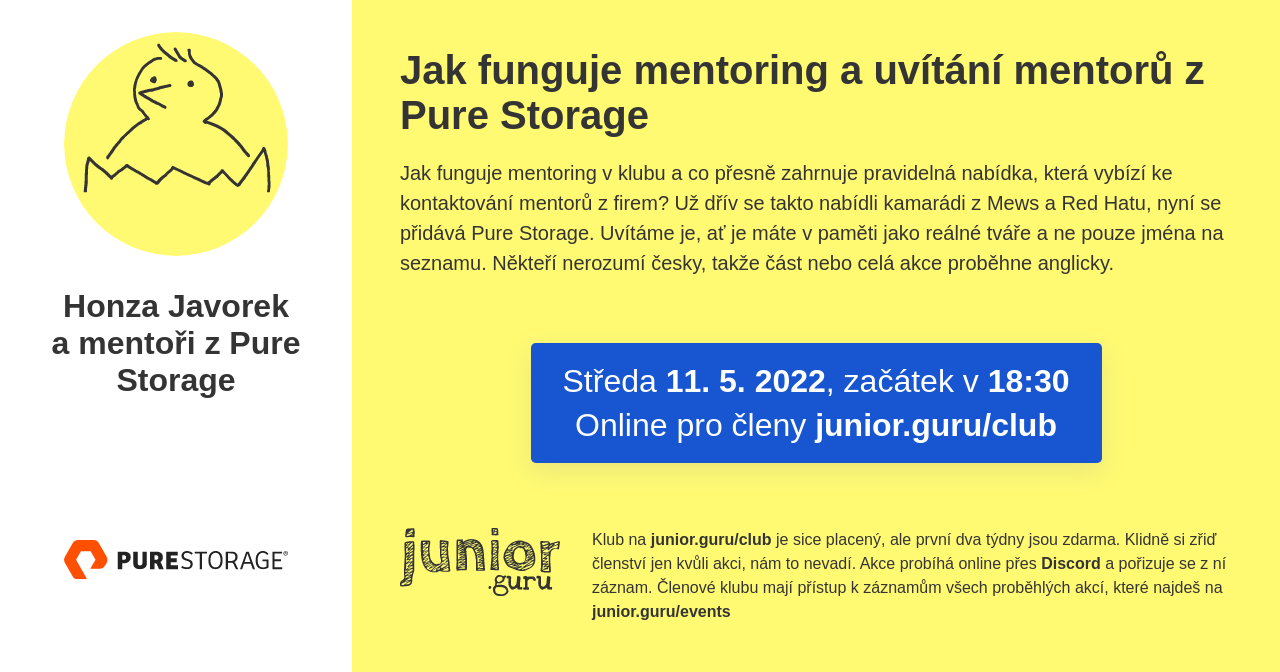 Honza Javorek
a mentoři z Pure
Storage
PURESTORAGE®
Jak funguje mentoring a uvítání mentorů z
Pure Storage
Jak funguje mentoring v klubu a co přesně zahrnuje pravidelná nabídka, která vybízí ke
kontaktování mentorů z firem? Už dřív se takto nabídli kamarádi z Mews a Red Hatu, nyní se
přidává Pure Storage. Uvítáme je, ať je máte v paměti jako reálné tváře a ne pouze jména na
seznamu. Někteří nerozumí česky, takže část nebo celá akce proběhne anglicky.
Středa 11. 5. 2022, začátek v 18:30
Online pro členy junior.guru/club
junior
.guru
Klub na junior.guru/club je sice placený, ale první dva týdny jsou zdarma. Klidně si zřiď
členství jen kvůli akci, nám to nevadí. Akce probíhá online přes Discord a pořizuje se z ní
záznam. Členové klubu mají přístup k záznamům všech proběhlých akcí, které najdeš na
junior.guru/events